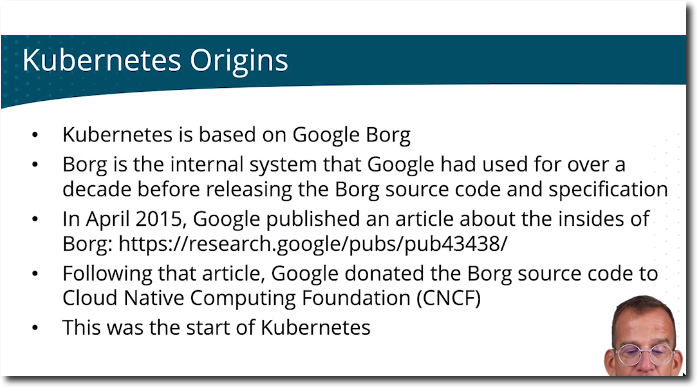 Kubernetes Origins
• Kubernetes is based on Google Borg
• Borg is the internal system that Google had used for over a
decade before releasing the Borg source code and specification
• In April 2015, Google published an article about the insides of
Borg: https://research.google/pubs/pub43438/
• Following that article, Google donated the Borg source code to
Cloud Native Computing Foundation (CNCF)
• This was the start of Kubernetes